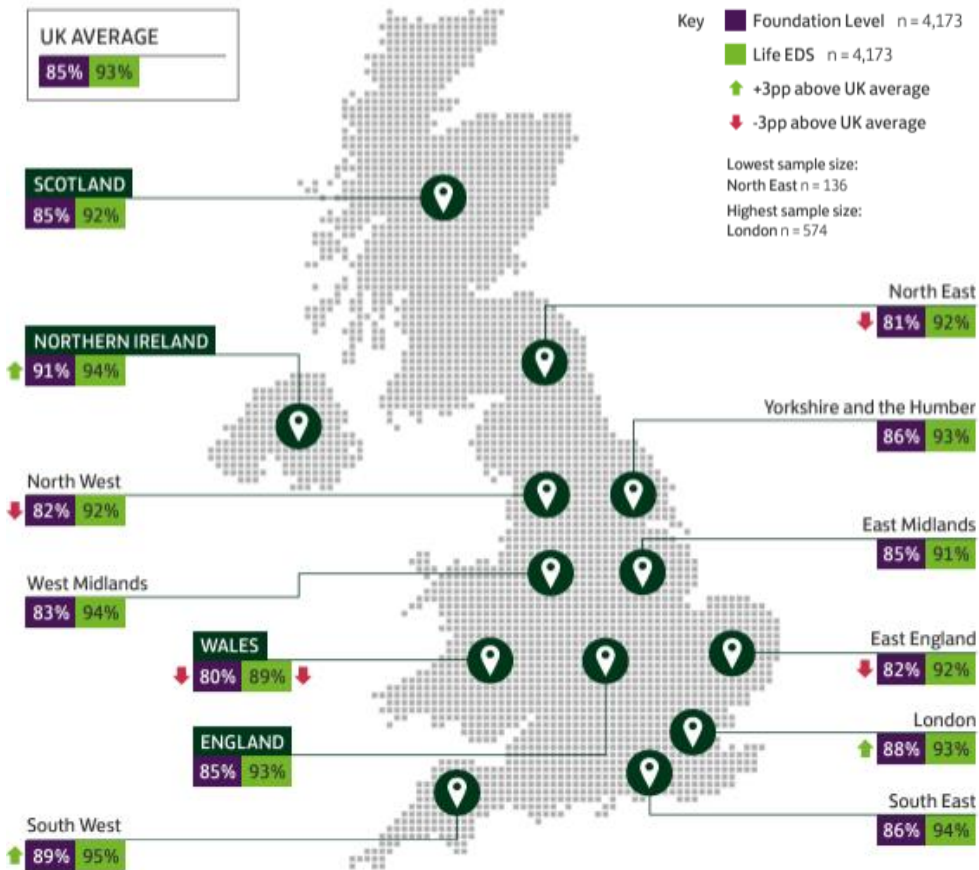 UK AVERAGE
85% 93%
Key Foundation Level n = 4,173
Life EDS n = 4,173
+3pp above UK average
-3pp above UK average
Lowest sample size:
North East n = 136
Highest sample size:
London n = 574
SCOTLAND
85% 92%
NORTHERN IRELAND
91% 94%
North West
82% 92%
West Midlands
83% 94%
WALES
80% 89%
ENGLAND
85% 93%
South West
89% 95%
North East
81% 92%
Yorkshire and the Humber
86% 93%
East Midlands
85% 91%
East England
82% 92%
London
88% 93%
South East
86% 94%